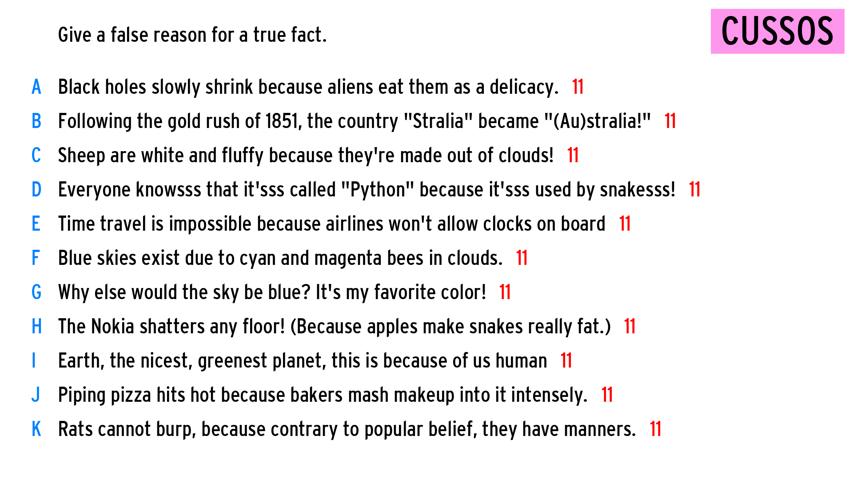 Give a false reason for a true fact.
CUSSOS
A Black holes slowly shrink because aliens eat them as a delicacy. 11
B Following the gold rush of 1851, the country "Stralia" became "(Au)stralia!" 11
C Sheep are white and fluffy because they're made out of clouds! 11
D Everyone knowsss that it'sss called "Python" because it'sss used by snakesss! 11
E Time travel is impossible because airlines won't allow clocks on board 11
F Blue skies exist due to cyan and magenta bees in clouds. 11
G Why else would the sky be blue? It's my favorite color! 11
H The Nokia shatters any floor! (Because apples make snakes really fat.) 11
I Earth, the nicest, greenest planet, this is because of us human 11
J Piping pizza hits hot because bakers mash makeup into it intensely. 11
K Rats cannot burp, because contrary to popular belief, they have manners. 11